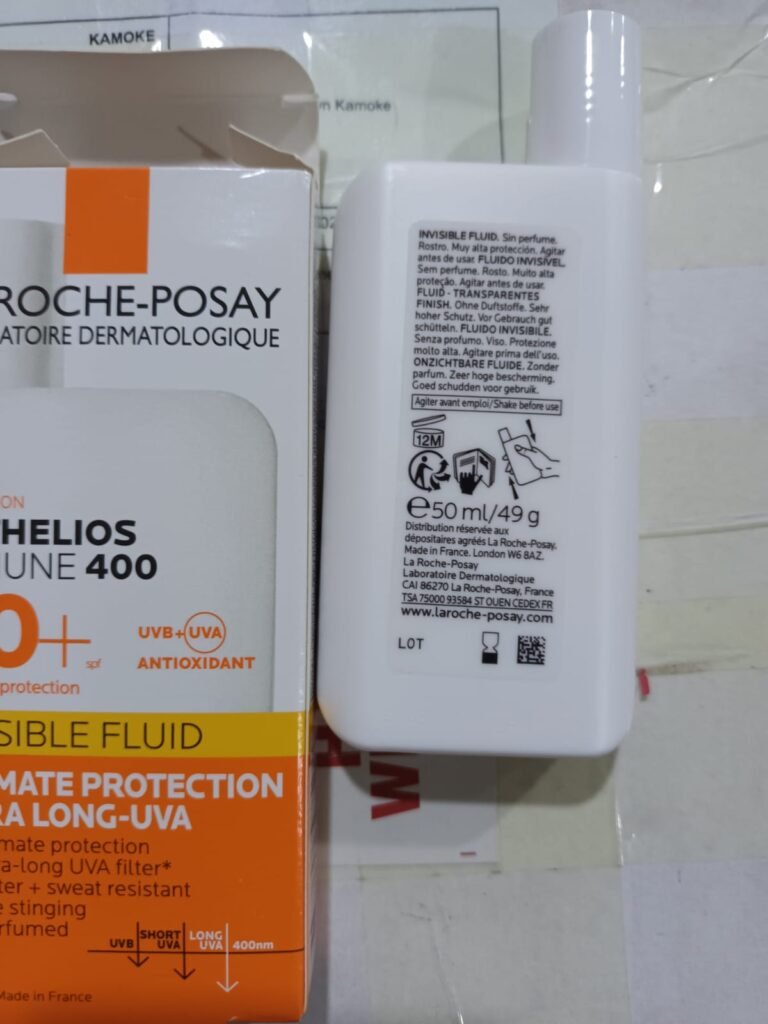 KAMOKE
n Kamoke
ROCHE-POSAY
ATOIRE DERMATOLOGIQUE
ON
HELIOS
UNE 400
0+
spf
UVB+UVA
ANTIOXIDANT
protection
SIBLE FLUID
MATE PROTECTION
RA LONG-UVA
mate protection
ra-long UVA filter*
ter + sweat resistant
e stinging
rfumed
UVB SHORT UVA LONG UVA 400nm
Made in France
INVISIBLE FLUID. Sin perfume.
Rostro. Muy alta protección. Agitar
antes de usar. FLUIDO INVISÍVEL.
Sem perfume. Rosto. Muito alta
proteção. Agitar antes de usar.
FLUID - TRANSPARENTES
FINISH. Ohne Duftstoffe. Sehr
hoher Schutz. Vor Gebrauch gut
schütteln. FLUIDO INVISIBILE.
Senza profumo. Viso. Protezione
molto alta. Agitare prima dell'uso.
ONZICHTBARE FLUIDE. Zonder
parfum. Zeer hoge bescherming.
Goed schudden voor gebruik.
Agiter avant emploi/Shake before use
12M
e50 ml/49 g
Distribution réservée aux
dépositaires agréés La Roche-Posay.
Made in France. London W6 8AZ.
La Roche-Posay
Laboratoire Dermatologique
CAI 86270 La Roche-Posay, France
TSA 75000 93584 ST OUEN CEDEX FR
www.laroche-posay.com
LOT
W